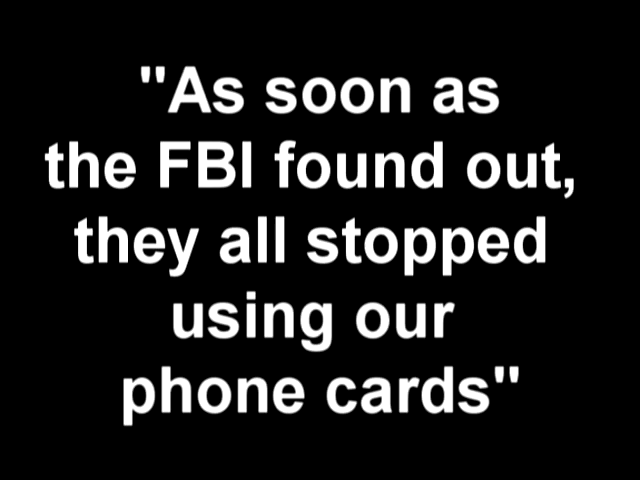 "As soon as
the FBI found out,
they all stopped
using our
phone cards"